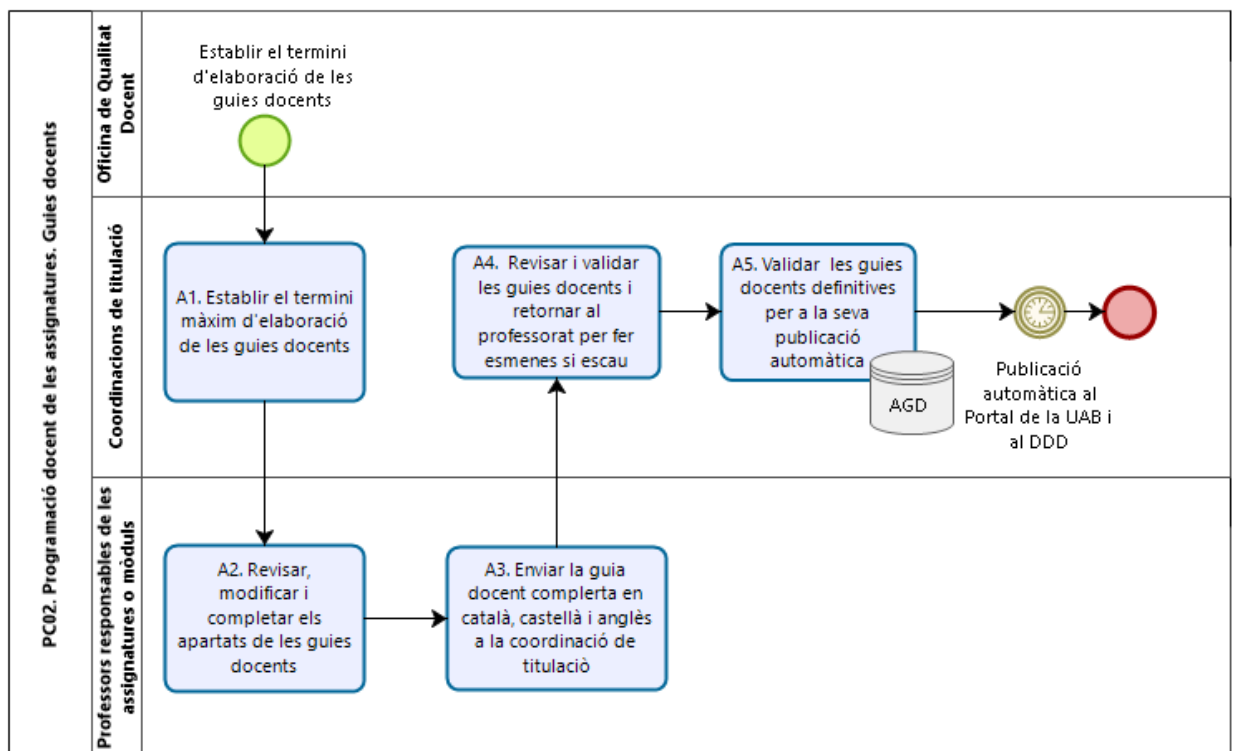 PC02. Programació docent de les assignatures. Guies docents
Oficina de Qualitat
Docent
Establir el termini
d'elaboració de les
guies docents
Coordinacions de titulació
A1. Establir el termini
màxim d'elaboració
de les guies docents
A4. Revisar i validar
les guies docents i
retornar al
professorat per fer
esmenes si escau
A5. Validar les guies
docents definitives
per a la seva
publicació
automàtica
AGD
Publicació
automàtica al
Portal de la UAB i
al DDD
Professors responsables de les
assignatures o mòduls
A2. Revisar,
modificar i
completar els
apartats de les guies
docents
A3. Enviar la guia
docent complerta en
català, castellà i anglès
a la coordinació de
titulaciò